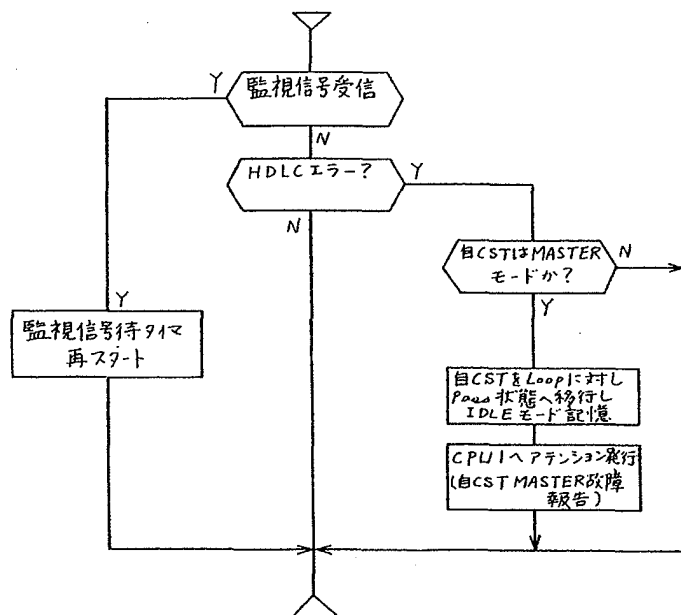 監視信号受信
Y
N
HDLCエラー?
Y
N
自CSTはMASTER
モードか?
N
Y
Y
監視信号待タイマ
再スタート
自CSTをLoopに対し
Pass状態へ移行し
IDLEモード記憶
CPU1へアテンション発行
(自CST MASTER故障
報告)